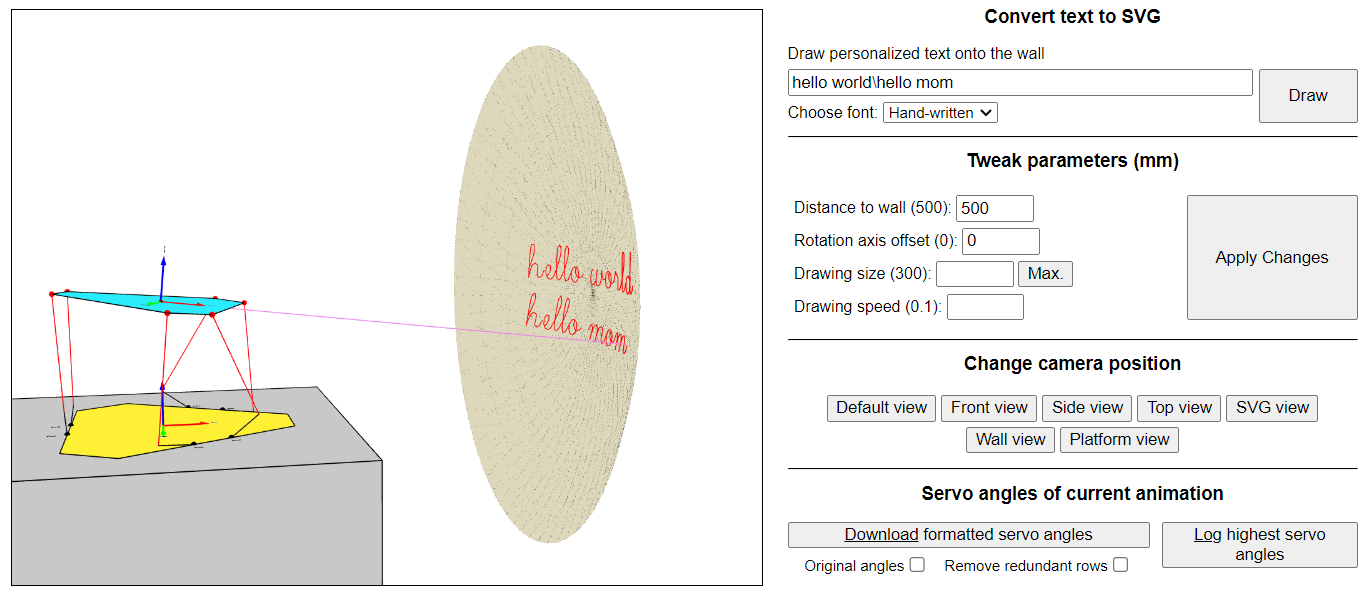 hello world
hello mom
Convert text to SVG
Draw personalized text onto the wall
hello world\hello mom
Draw
Choose font: Hand-written
Tweak parameters (mm)
Distance to wall (500): 500
Rotation axis offset (0): 0
Drawing size (300): Max.
Drawing speed (0.1):
Apply Changes
Change camera position
Default view Front view Side view Top view SVG view
Wall view Platform view
Servo angles of current animation
Download formatted servo angles
Log highest servo
angles
Original angles Remove redundant rows